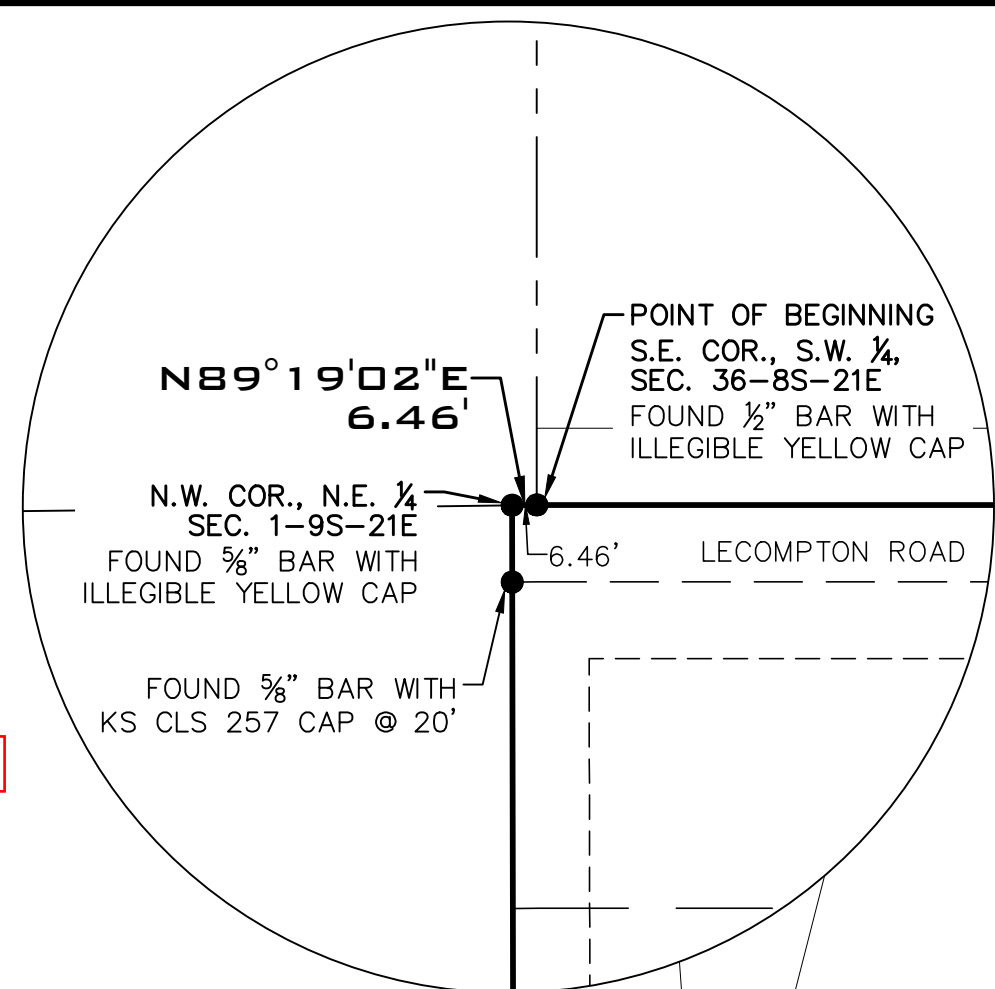 POINT OF BEGINNING
S.E. COR., S.W. ¼,
SEC. 36-8S-21E
FOUND ½" BAR WITH
ILLEGIBLE YELLOW CAP
N89°19'02"E
6.46'
N.W. COR., N.E. ¼
SEC. 1-9S-21E
FOUND ⅝" BAR WITH
ILLEGIBLE YELLOW CAP
6.46'
LECOMPTON ROAD
FOUND ⅝" BAR WITH
KS CLS 257 CAP @ 20'